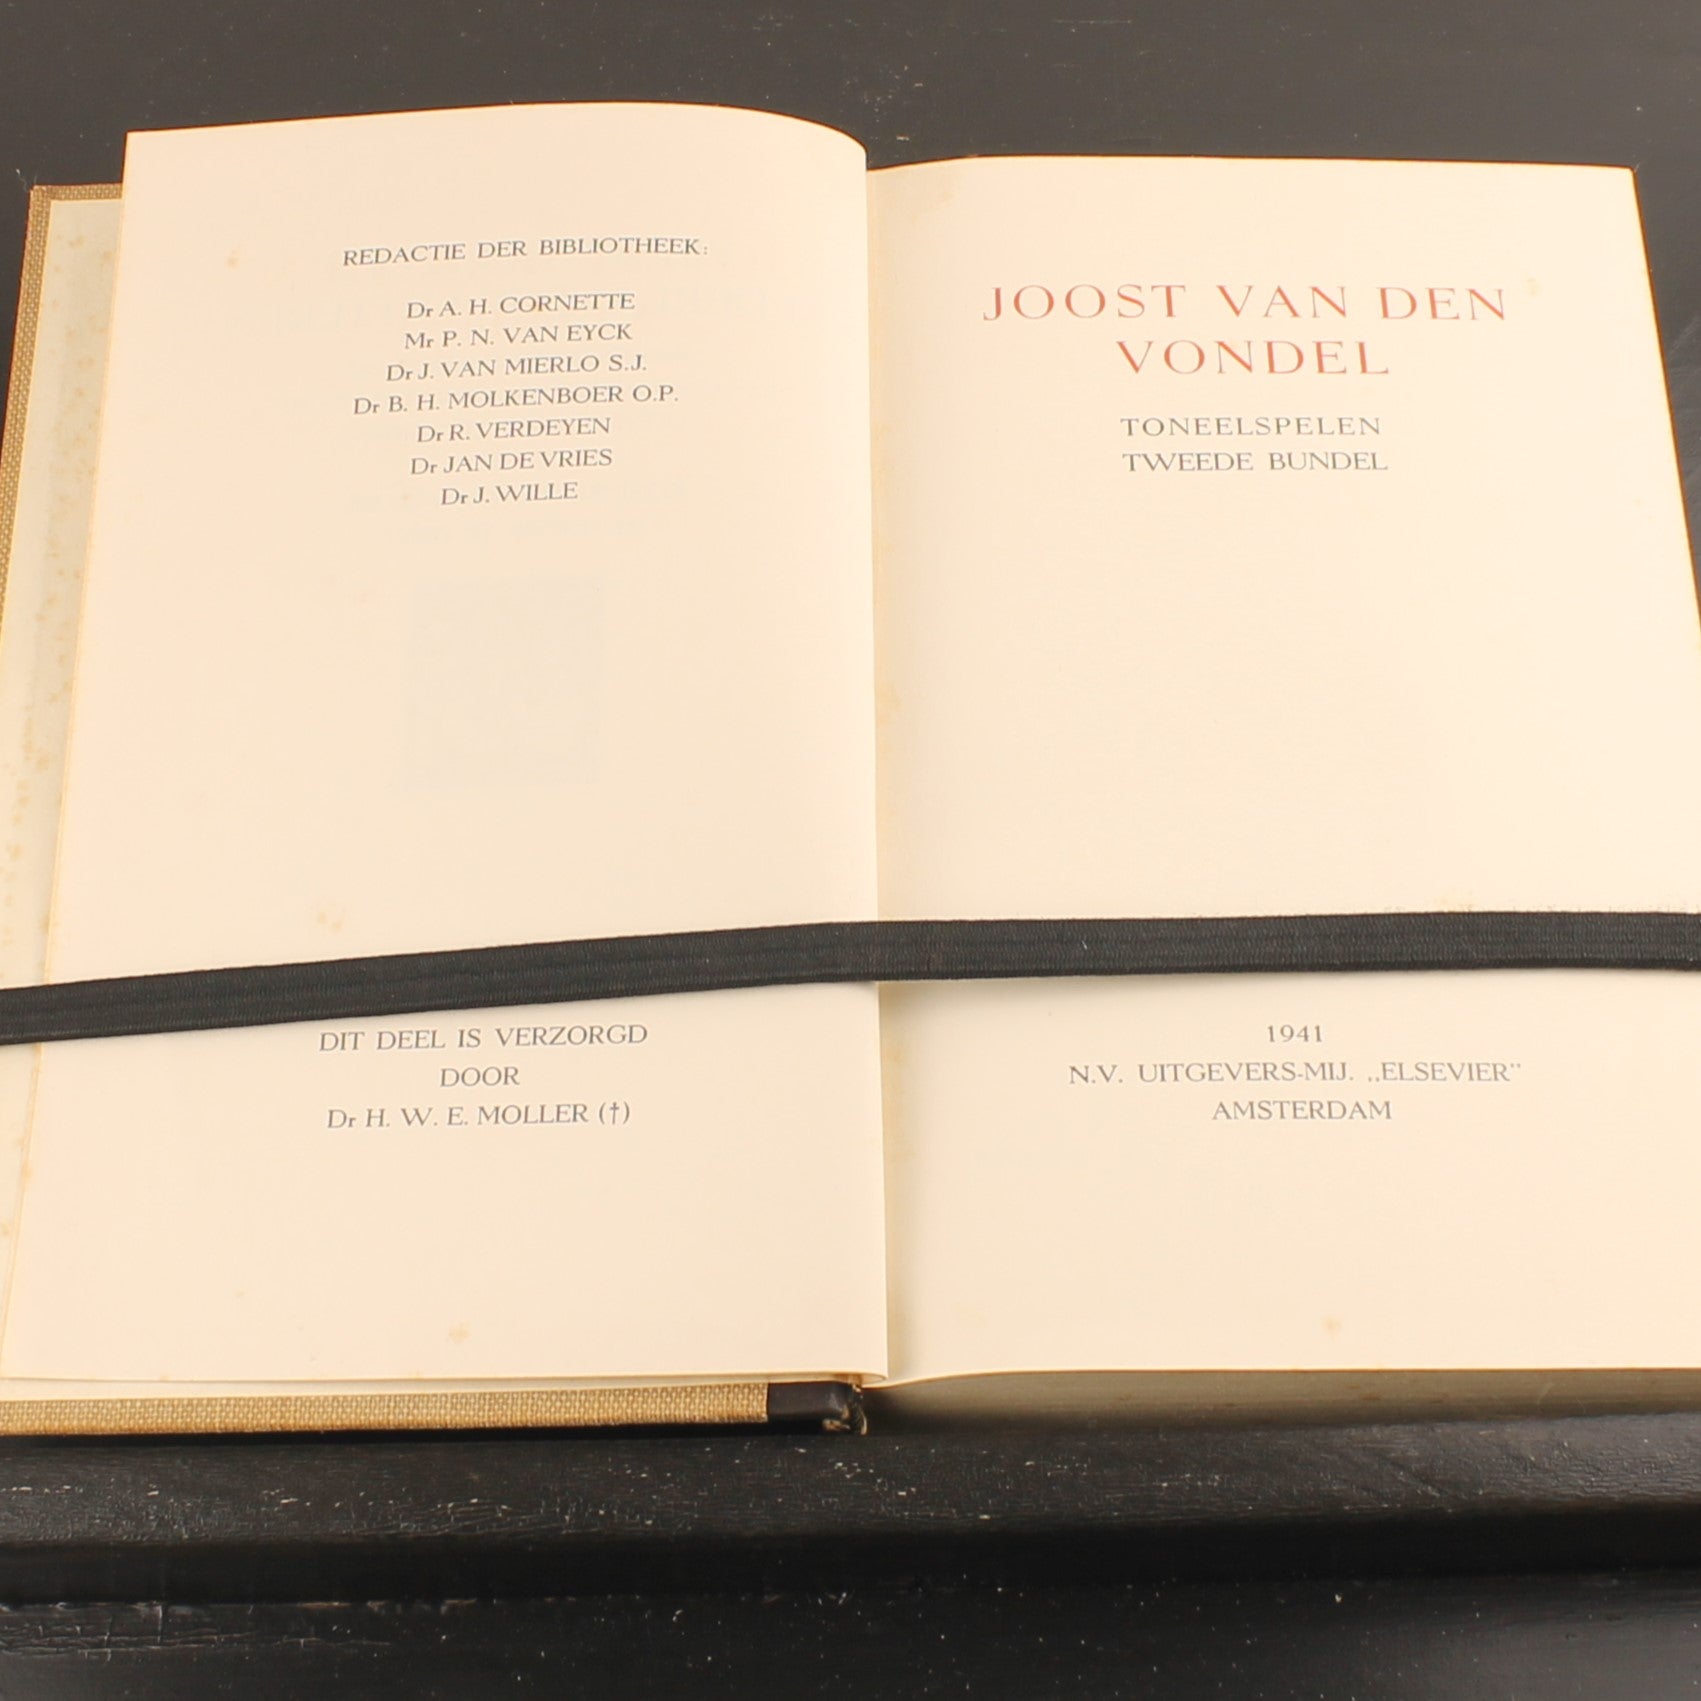 REDACTIE DER BIBLIOTHEEK:
Dr A. H. CORNETTE
Mr P. N. VAN EYCK
Dr J. VAN MIERLO S.J.
Dr B. H. MOLKENBOER O.P.
Dr R. VERDEYEN
Dr JAN DE VRIES
Dr J. WILLE
DIT DEEL IS VERZORGD
DOOR
Dr H. W. E. MOLLER (†)
JOOST VAN DEN
VONDEL
TONEELSPELEN
TWEEDE BUNDEL
1941
N.V. UITGEVERS-MIJ. „ELSEVIER”
AMSTERDAM